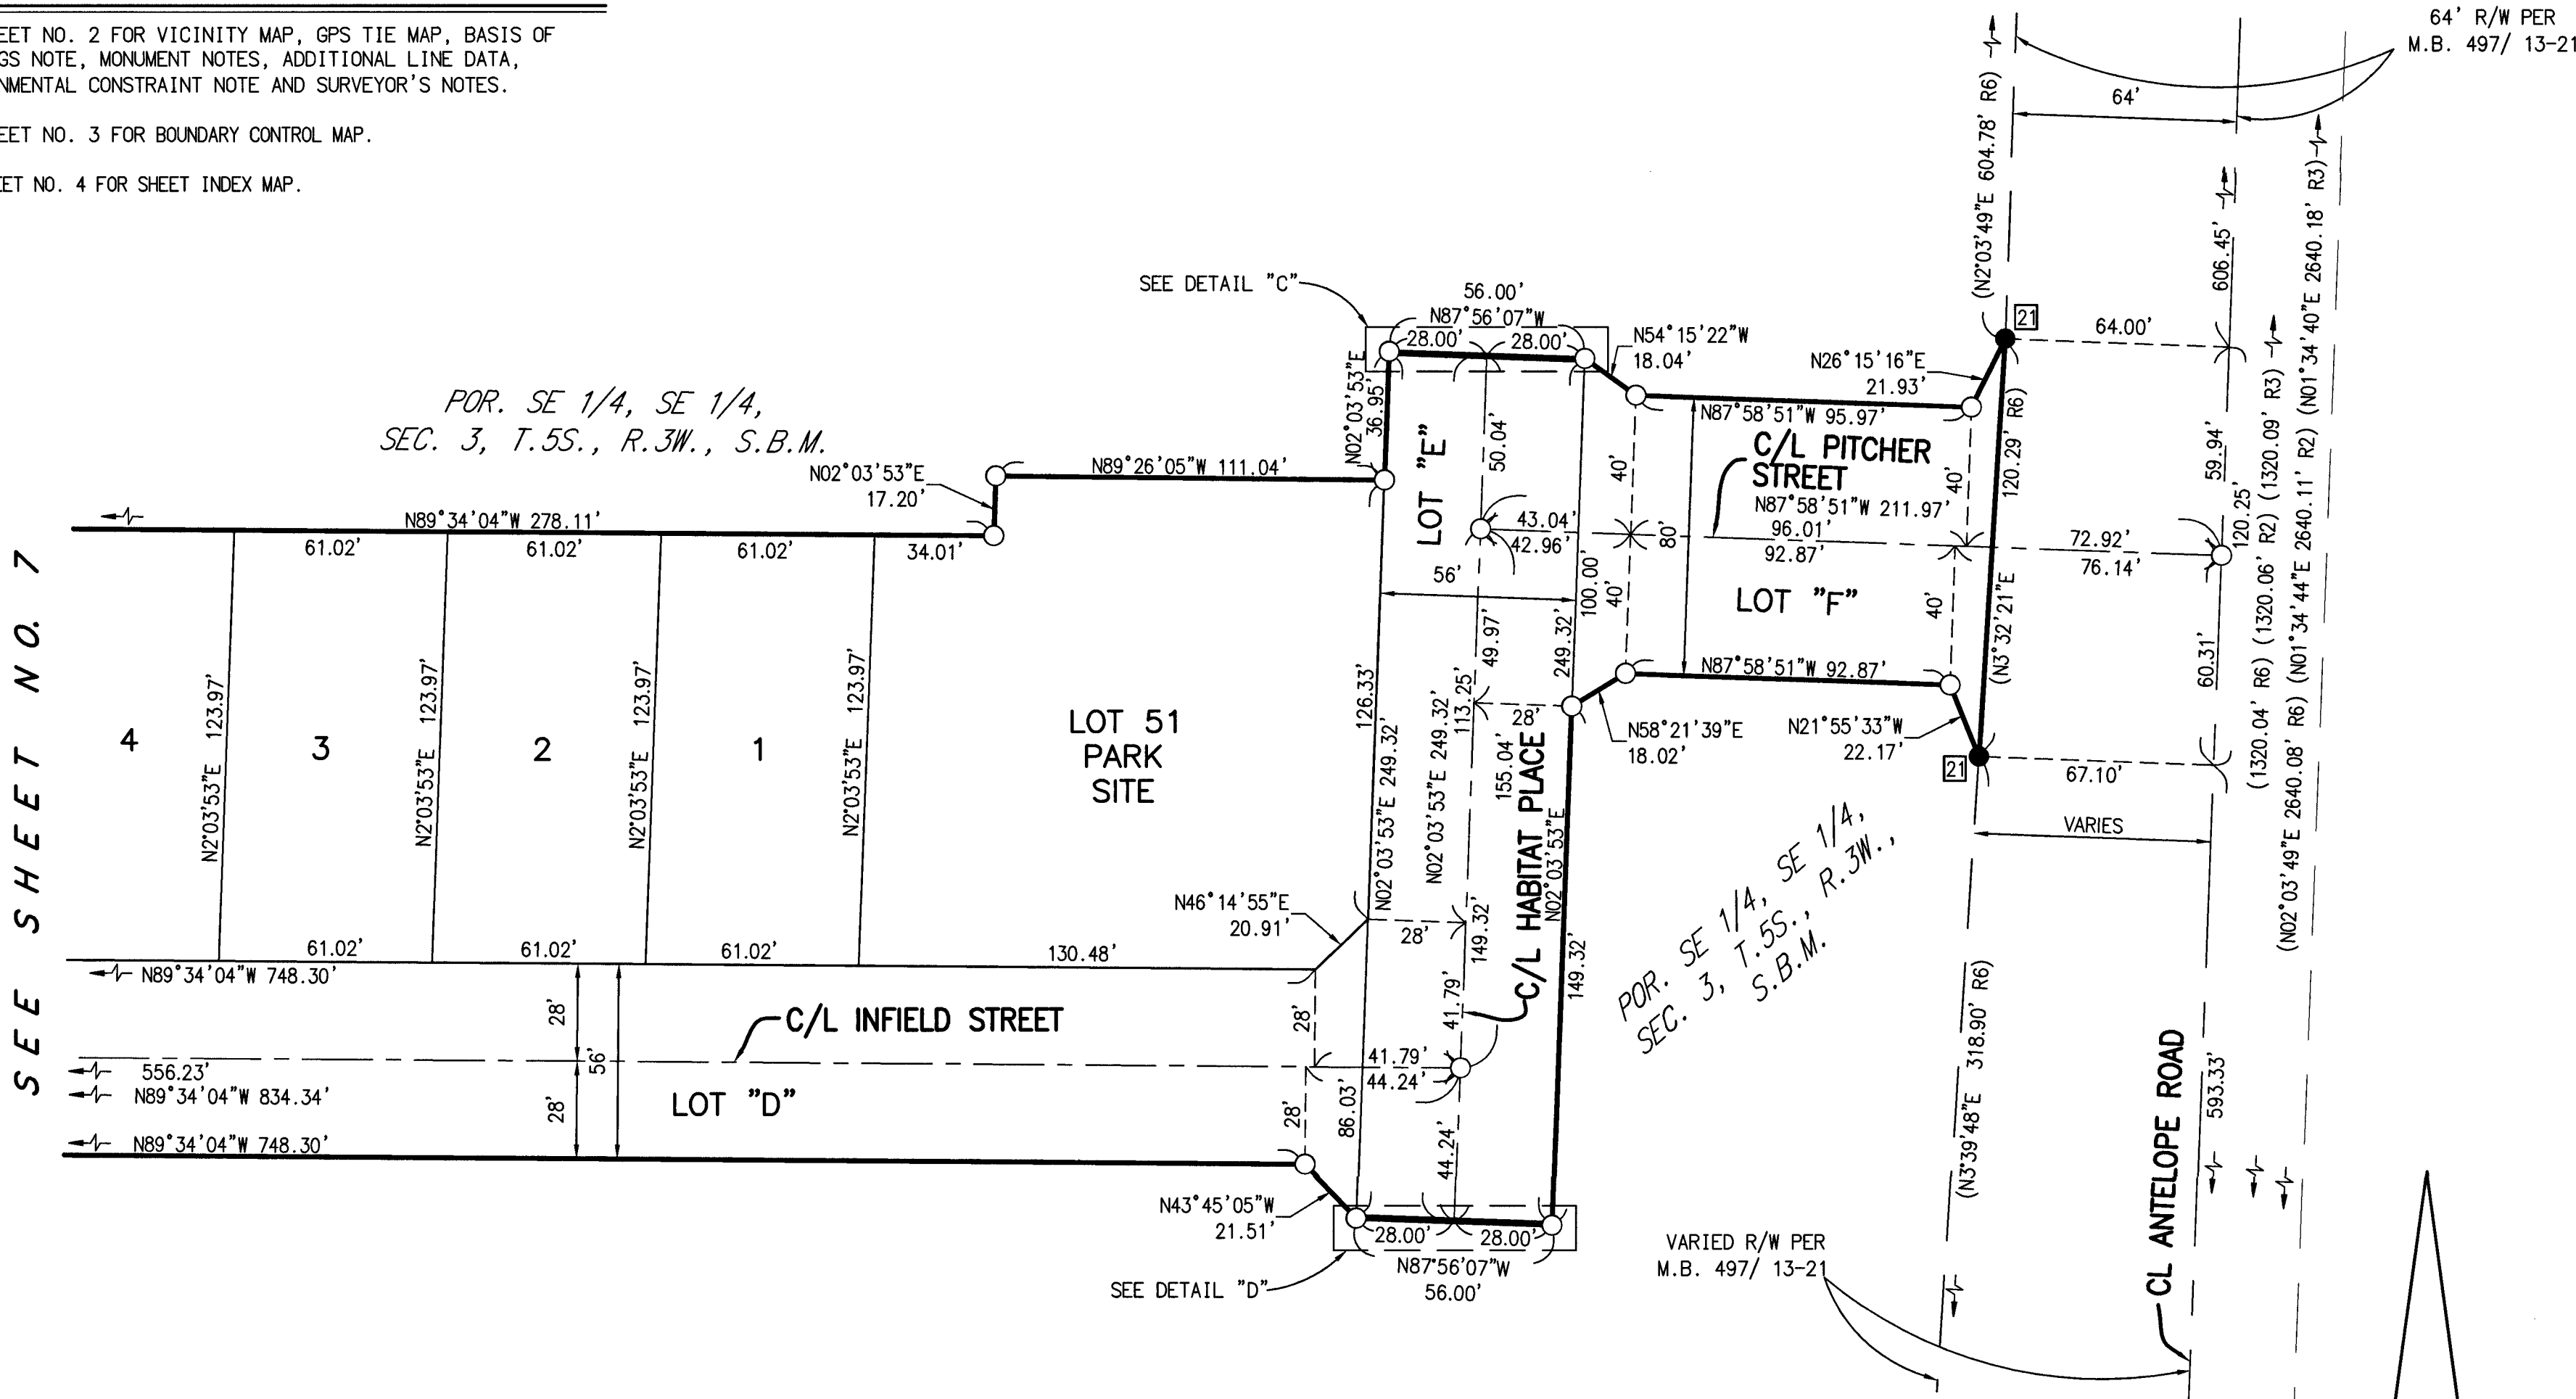 EET NO. 2 FOR VICINITY MAP, GPS TIE MAP, BASIS OF
GS NOTE, MONUMENT NOTES, ADDITIONAL LINE DATA,
NMENTAL CONSTRAINT NOTE AND SURVEYOR'S NOTES.
EET NO. 3 FOR BOUNDARY CONTROL MAP.
EET NO. 4 FOR SHEET INDEX MAP.
64' R/W PER
M.B. 497/ 13-21
64'
(N2°03'49"E 604.78' R6)
606.45'
SEE DETAIL "C"
56.00'
N87°56'07"W
28.00'
28.00'
N54°15'22"W
18.04'
N26°15'16"E
21.93'
21
64.00'
POR. SE 1/4, SE 1/4,
SEC. 3, T.5S., R.3W., S.B.M.
N02°03'53"E
17.20'
N89°26'05"W 111.04'
N02°03'53"E
36.95'
LOT "E"
50.04'
N87°58'51"W 95.97'
C/L PITCHER
STREET
N87°58'51"W 211.97'
40'
40'
80'
43.04'
42.96'
96.01'
92.87'
72.92'
76.14'
59.94'
120.25'
(N3°32'21"E
120.29' R6)
N89°34'04"W 278.11'
61.02'
61.02'
61.02'
34.01'
56'
49.97'
100.00'
249.32'
40'
40'
LOT "F"
60.31'
(1320.04' R6) (1320.06' R2) (1320.09' R3)
(N02°03'49"E 2640.08' R6) (N01°34'44"E 2640.11' R2) (N01°34'40"E 2640.18' R3)
SEE SHEET NO. 7
4
N2°03'53"E 123.97'
3
N2°03'53"E 123.97'
2
N2°03'53"E 123.97'
1
N2°03'53"E 123.97'
LOT 51
PARK
SITE
126.33'
N02°03'53"E 249.32'
N02°03'53"E 249.32'
113.25'
155.04'
28'
N87°58'51"W 92.87'
N58°21'39"E
18.02'
N21°55'33"W
22.17'
21
67.10'
VARIES
C/L HABITAT PLACE
N02°03'53"E
149.32'
POR. SE 1/4, SE 1/4,
SEC. 3, T.5S., R.3W.,
S.B.M.
N46°14'55"E
20.91'
28'
149.32'
41.79'
61.02'
61.02'
61.02'
130.48'
N89°34'04"W 748.30'
28'
56'
28'
C/L INFIELD STREET
28'
41.79'
44.24'
556.23'
N89°34'04"W 834.34'
LOT "D"
28'
86.03'
44.24'
N89°34'04"W 748.30'
N43°45'05"W
21.51'
28.00'
28.00'
N87°56'07"W
56.00'
SEE DETAIL "D"
(N3°39'48"E 318.90' R6)
CL ANTELOPE ROAD
593.33'
VARIED R/W PER
M.B. 497/ 13-21